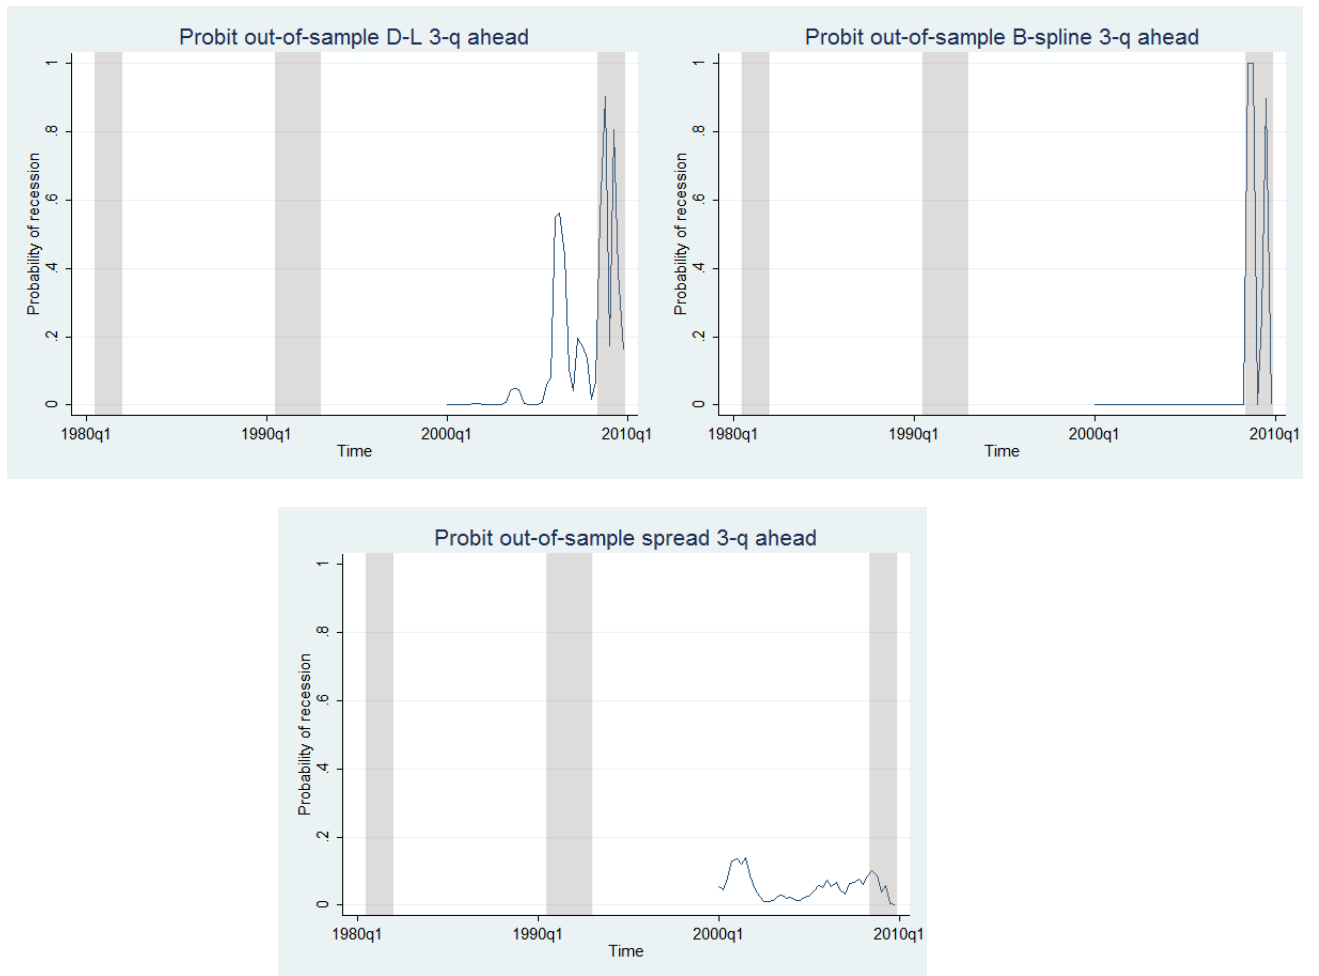 Probit out-of-sample D-L 3-q ahead
Probability of recession
1
.8
.6
.4
.2
0
1980q1 1990q1 2000q1 2010q1
Time
Probit out-of-sample B-spline 3-q ahead
Probability of recession
1
.8
.6
.4
.2
0
1980q1 1990q1 2000q1 2010q1
Time
Probit out-of-sample spread 3-q ahead
Probability of recession
1
.8
.6
.4
.2
0
1980q1 1990q1 2000q1 2010q1
Time